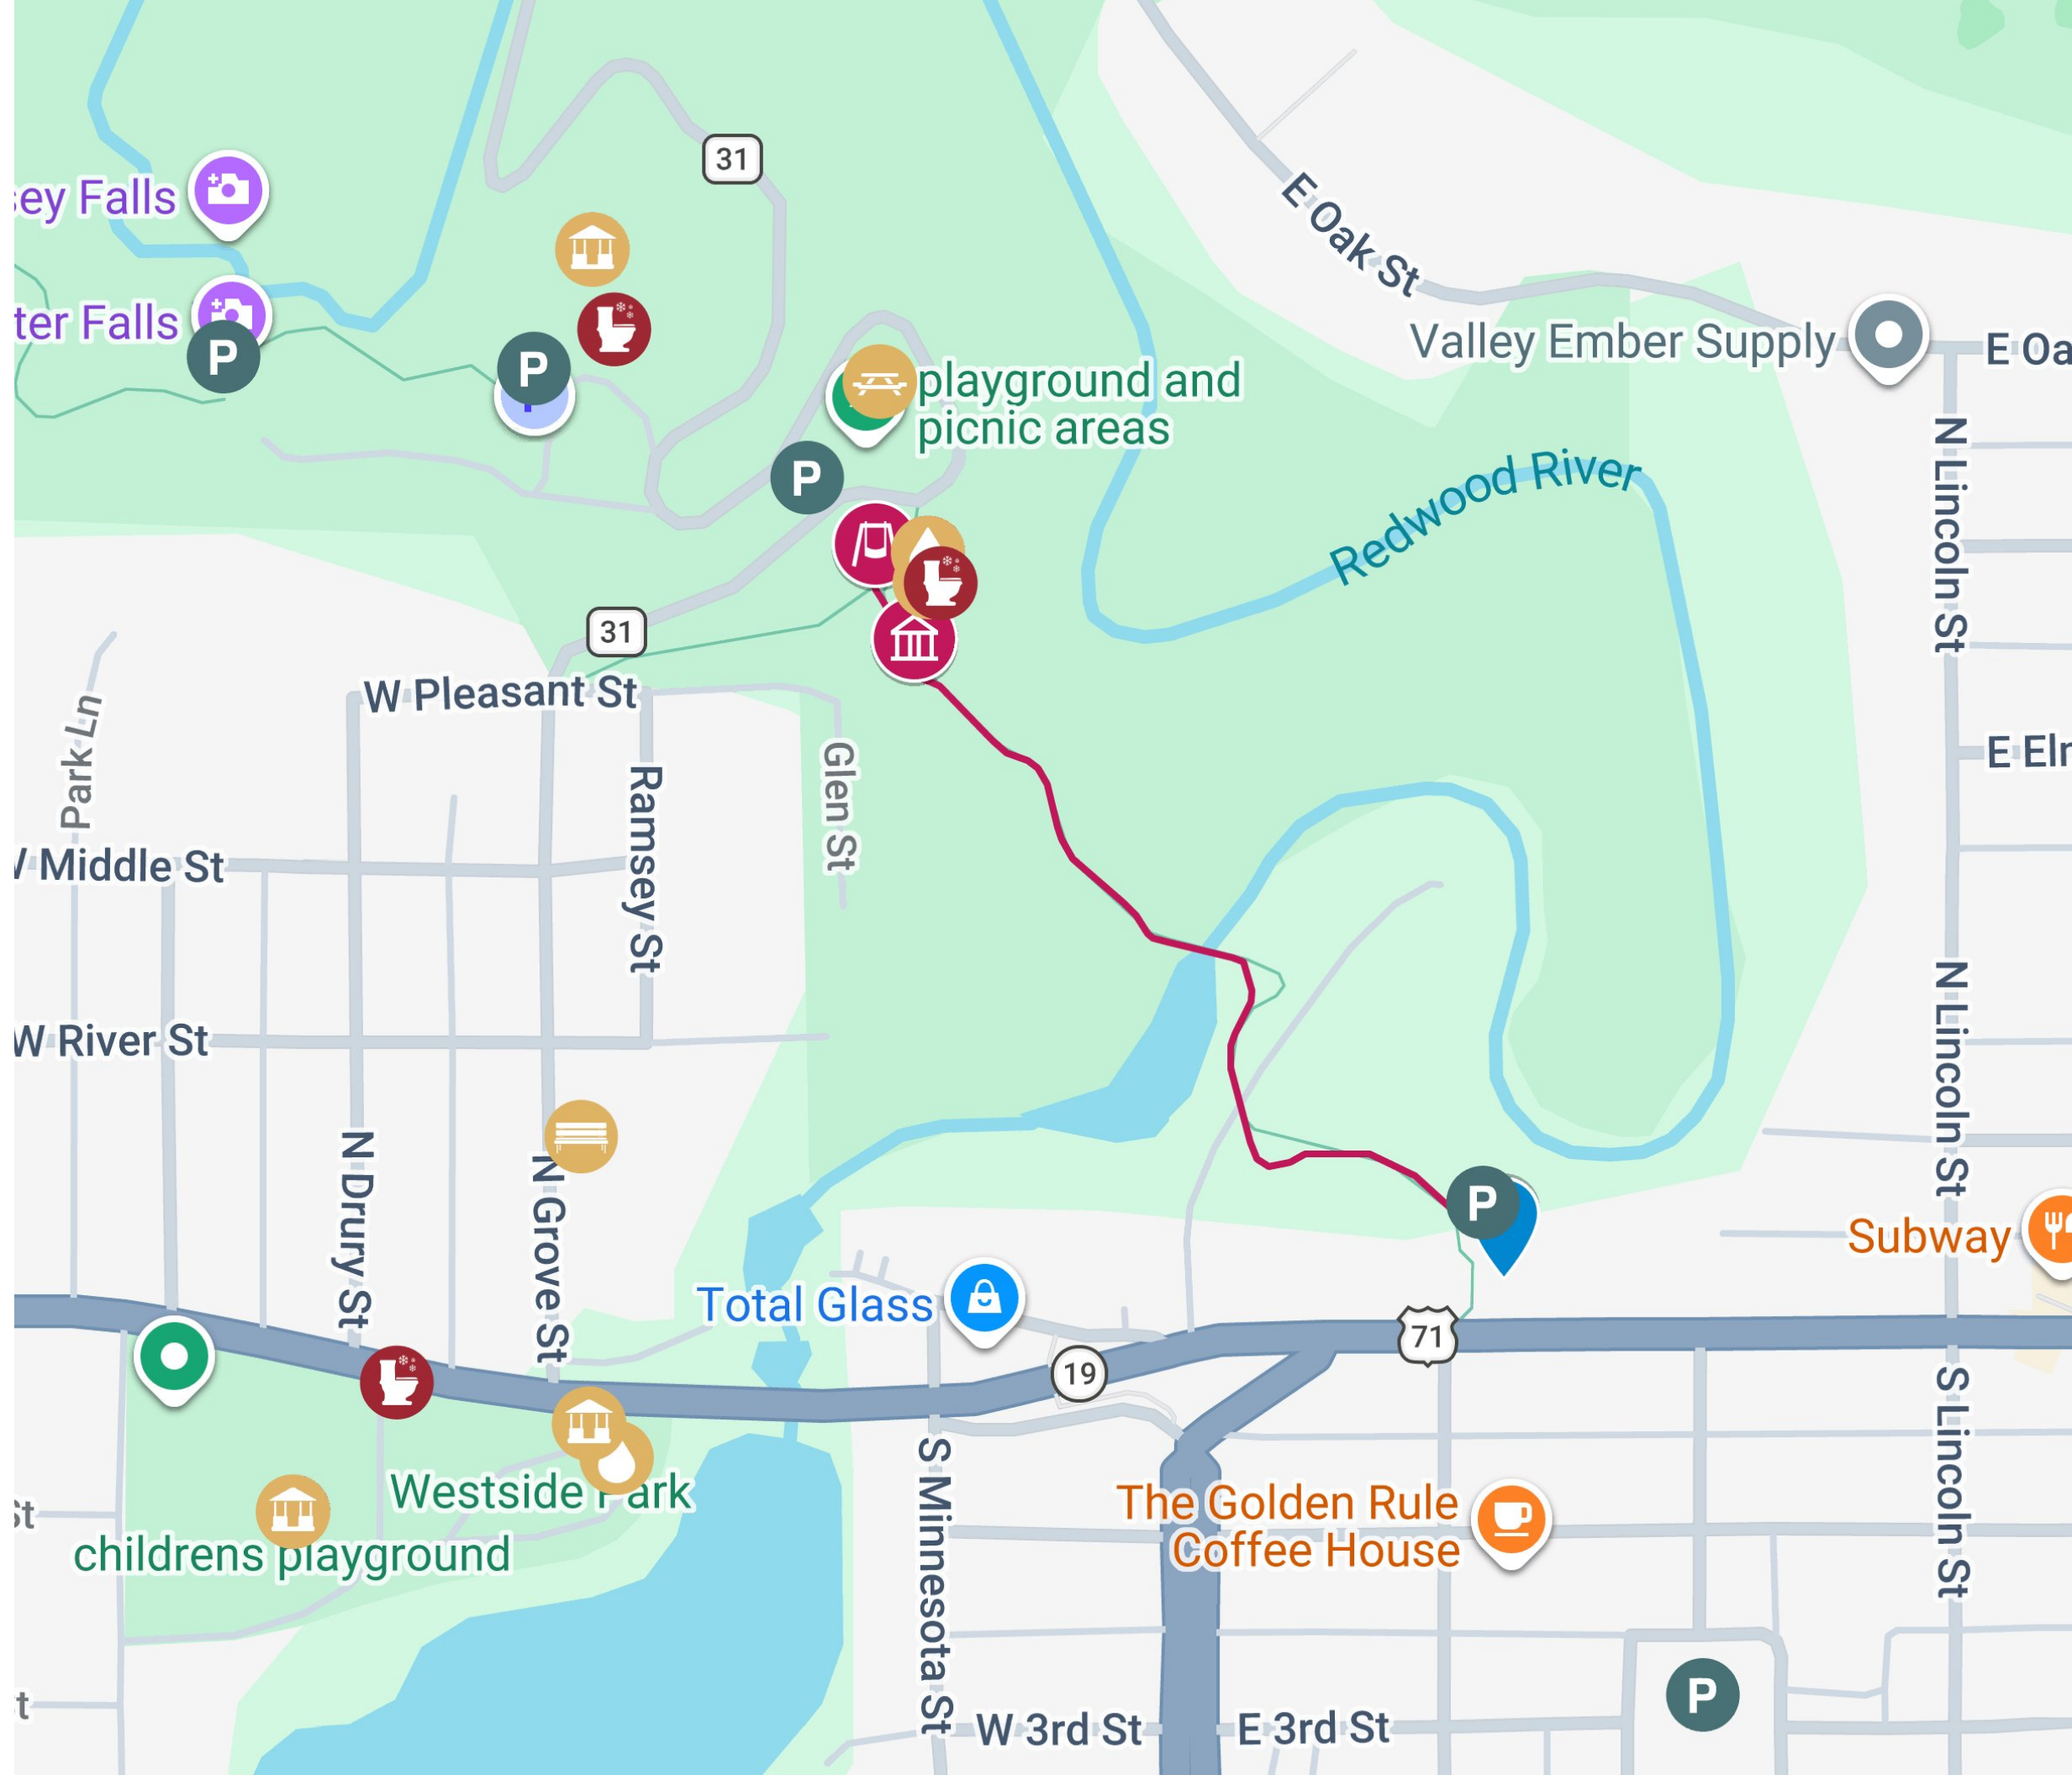 31
sey Falls
E Oak St
ter Falls
P
P
Valley Ember Supply
E Oa
playground and
picnic areas
P
N Lincoln St
Redwood River
31
W Pleasant St
Park Ln
Glen St
Ramsey St
E Elr
Middle St
W River St
N Lincoln St
N Drury St
N Grove St
P
Subway
Total Glass
71
19
S Lincoln St
S Minnesota St
Westside Park
The Golden Rule
Coffee House
St
childrens playground
P
t
W 3rd St
E 3rd St